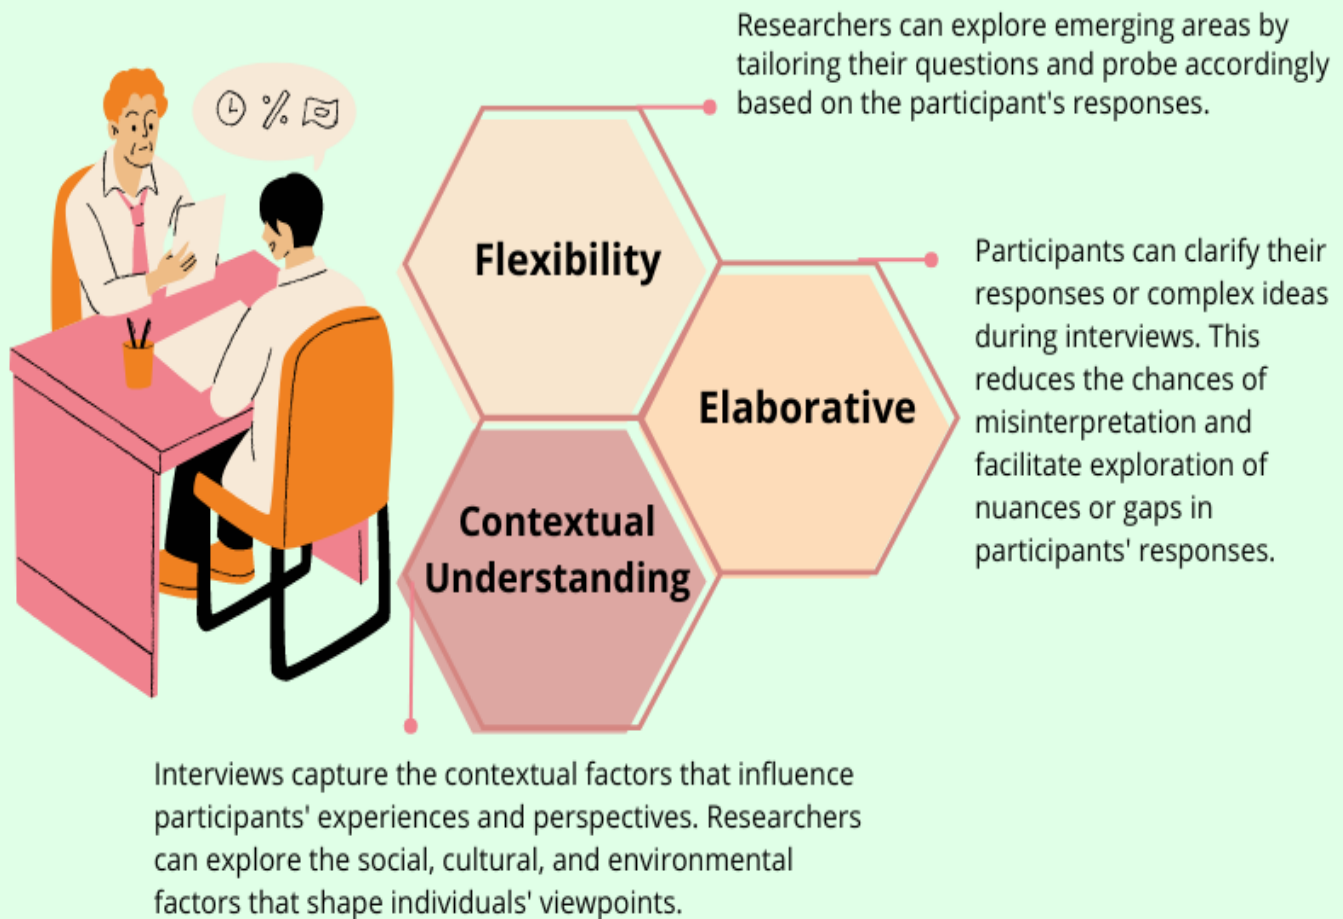 Researchers can explore emerging areas by
tailoring their questions and probe accordingly
based on the participant's responses.
Flexibility
Participants can clarify their
responses or complex ideas
during interviews. This
reduces the chances of
misinterpretation and
facilitate exploration of
nuances or gaps in
participants' responses.
Elaborative
Contextual
Understanding
Interviews capture the contextual factors that influence
participants' experiences and perspectives. Researchers
can explore the social, cultural, and environmental
factors that shape individuals' viewpoints.